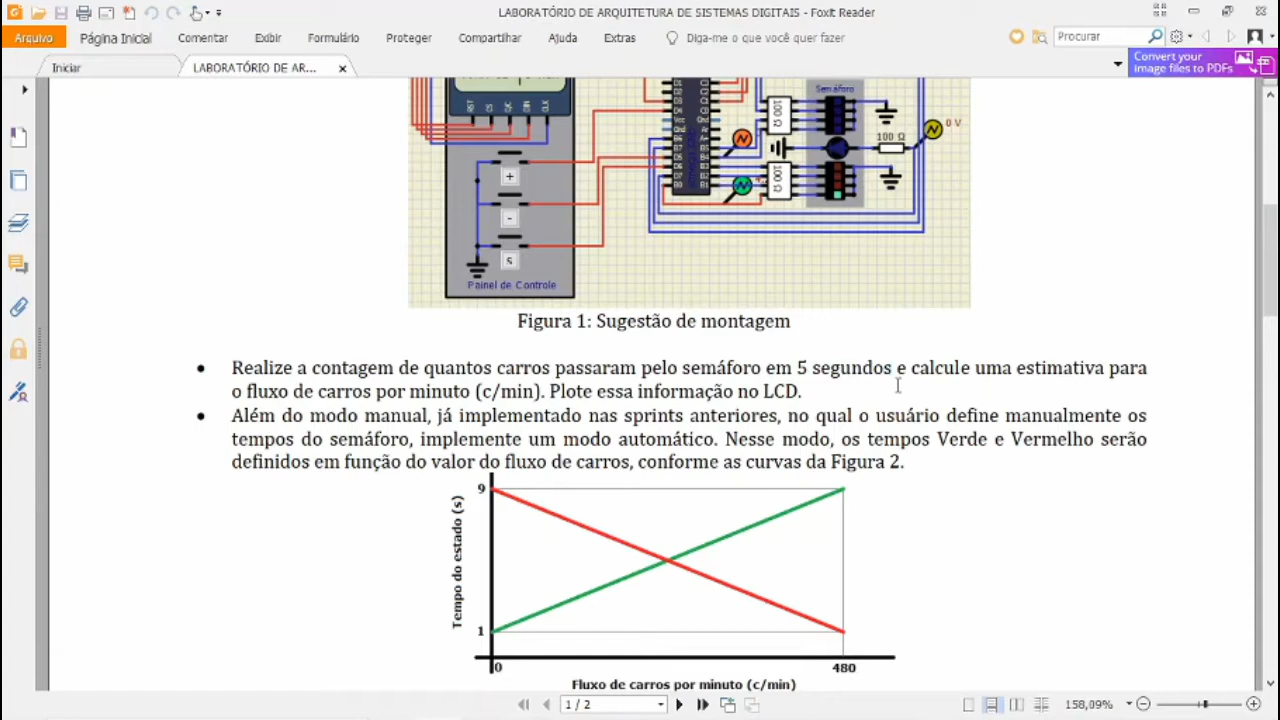 LABORATÓRIO DE ARQUITETURA DE SISTEMAS DIGITAIS - Foxit Reader
Arquivo Página Inicial Comentar Exibir Formulário Proteger Compartilhar Ajuda Extras Diga-me o que você quer fazer Procurar
Iniciar LABORATÓRIO DE AR... Convert your
image files to PDFs
Semáforo
RST CS CLK
100 Ω 100 Ω 0 V
100 Ω
+
-
S
Painel de Controle
Figura 1: Sugestão de montagem
• Realize a contagem de quantos carros passaram pelo semáforo em 5 segundos e calcule uma estimativa para
o fluxo de carros por minuto (c/min). Plote essa informação no LCD.
• Além do modo manual, já implementado nas sprints anteriores, no qual o usuário define manualmente os
tempos do semáforo, implemente um modo automático. Nesse modo, os tempos Verde e Vermelho serão
definidos em função do valor do fluxo de carros, conforme as curvas da Figura 2.
Tempo do estado (s)
9
1
0 480
Fluxo de carros por minuto (c/min)
1 / 2 158,09%